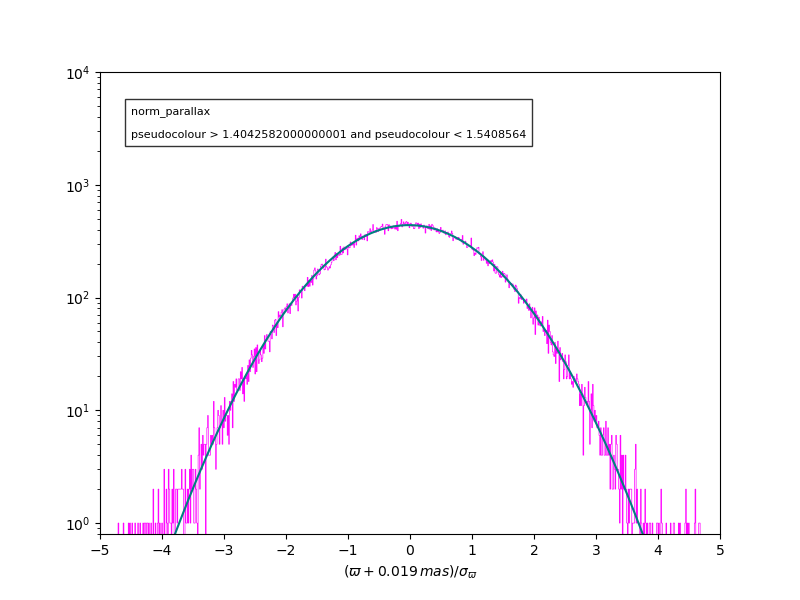 10^4
norm_parallax
pseudocolour > 1.4042582000000001 and pseudocolour < 1.5408564
10^3
10^2
10^1
10^0
−5 −4 −3 −2 −1 0 1 2 3 4 5
(ϖ + 0.019 mas)/σ_ϖ